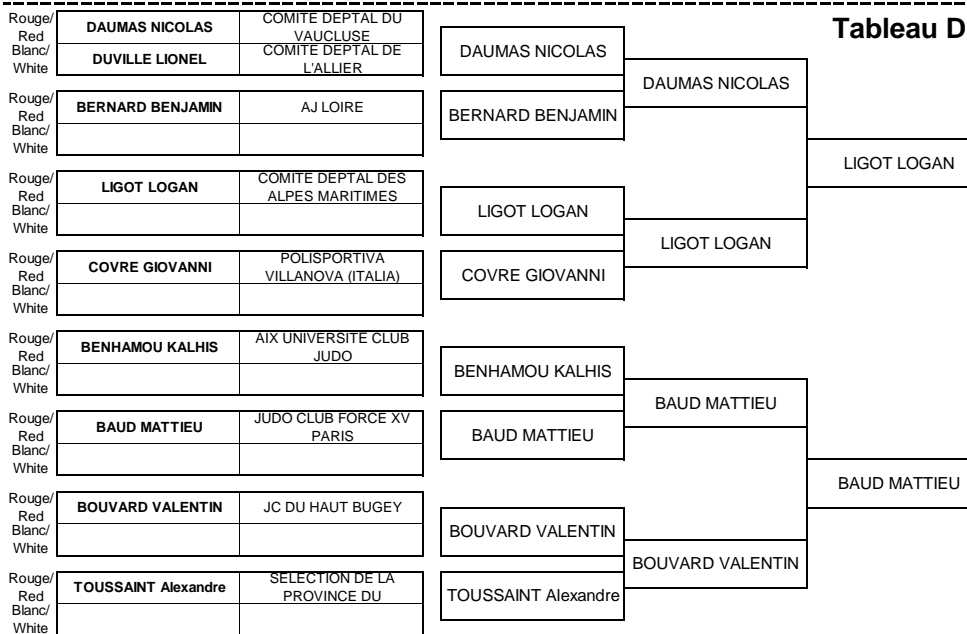 Tableau D
Rouge/
Red
DAUMAS NICOLAS
COMITE DEPTAL DU
VAUCLUSE
Blanc/
White
DUVILLE LIONEL
COMITE DEPTAL DE
L'ALLIER
DAUMAS NICOLAS
DAUMAS NICOLAS
Rouge/
Red
BERNARD BENJAMIN
AJ LOIRE
Blanc/
White
BERNARD BENJAMIN
LIGOT LOGAN
Rouge/
Red
LIGOT LOGAN
COMITE DEPTAL DES
ALPES MARITIMES
Blanc/
White
LIGOT LOGAN
LIGOT LOGAN
Rouge/
Red
COVRE GIOVANNI
POLISPORTIVA
VILLANOVA (ITALIA)
Blanc/
White
COVRE GIOVANNI
Rouge/
Red
BENHAMOU KALHIS
AIX UNIVERSITE CLUB
JUDO
Blanc/
White
BENHAMOU KALHIS
BAUD MATTIEU
Rouge/
Red
BAUD MATTIEU
JUDO CLUB FORCE XV
PARIS
Blanc/
White
BAUD MATTIEU
BAUD MATTIEU
Rouge/
Red
BOUVARD VALENTIN
JC DU HAUT BUGEY
Blanc/
White
BOUVARD VALENTIN
BOUVARD VALENTIN
Rouge/
Red
TOUSSAINT Alexandre
SELECTION DE LA
PROVINCE DU
Blanc/
White
TOUSSAINT Alexandre